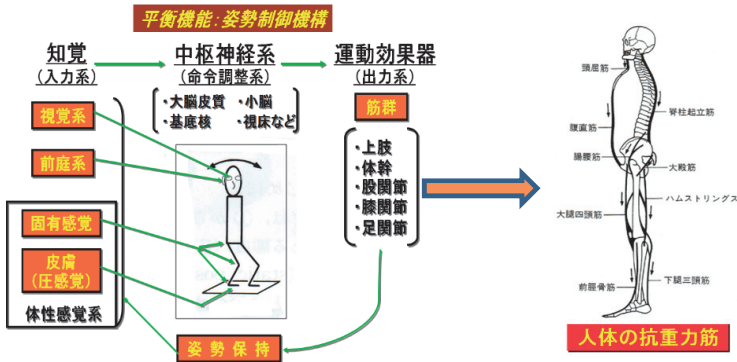 平衡機能：姿勢制御機構
知覚
（入力系）
中枢神経系
（命令調整系）
運動効果器
（出力系）
視覚系
前庭系
固有感覚
皮膚
（圧感覚）
体性感覚系
・大脳皮質　・小脳
・基底核　・視床など
筋群
・上肢
・体幹
・股関節
・膝関節
・足関節
姿勢保持
頸屈筋
脊柱起立筋
腹直筋
腸腰筋
大殿筋
ハムストリングス
大腿四頭筋
前脛骨筋
下腿三頭筋
人体の抗重力筋